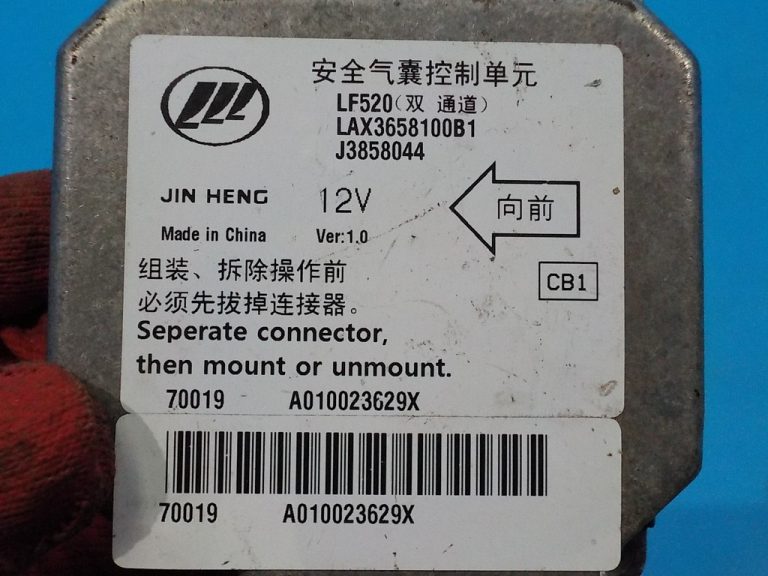 安全气囊控制单元
LF520(双 通道)
LAX3658100B1
J3858044
JIN HENG
12V
向前
Made in China
Ver:1.0
组装、拆除操作前
必须先拔掉连接器。
CB1
Seperate connector,
then mount or unmount.
70019 A010023629X
70019 A010023629X